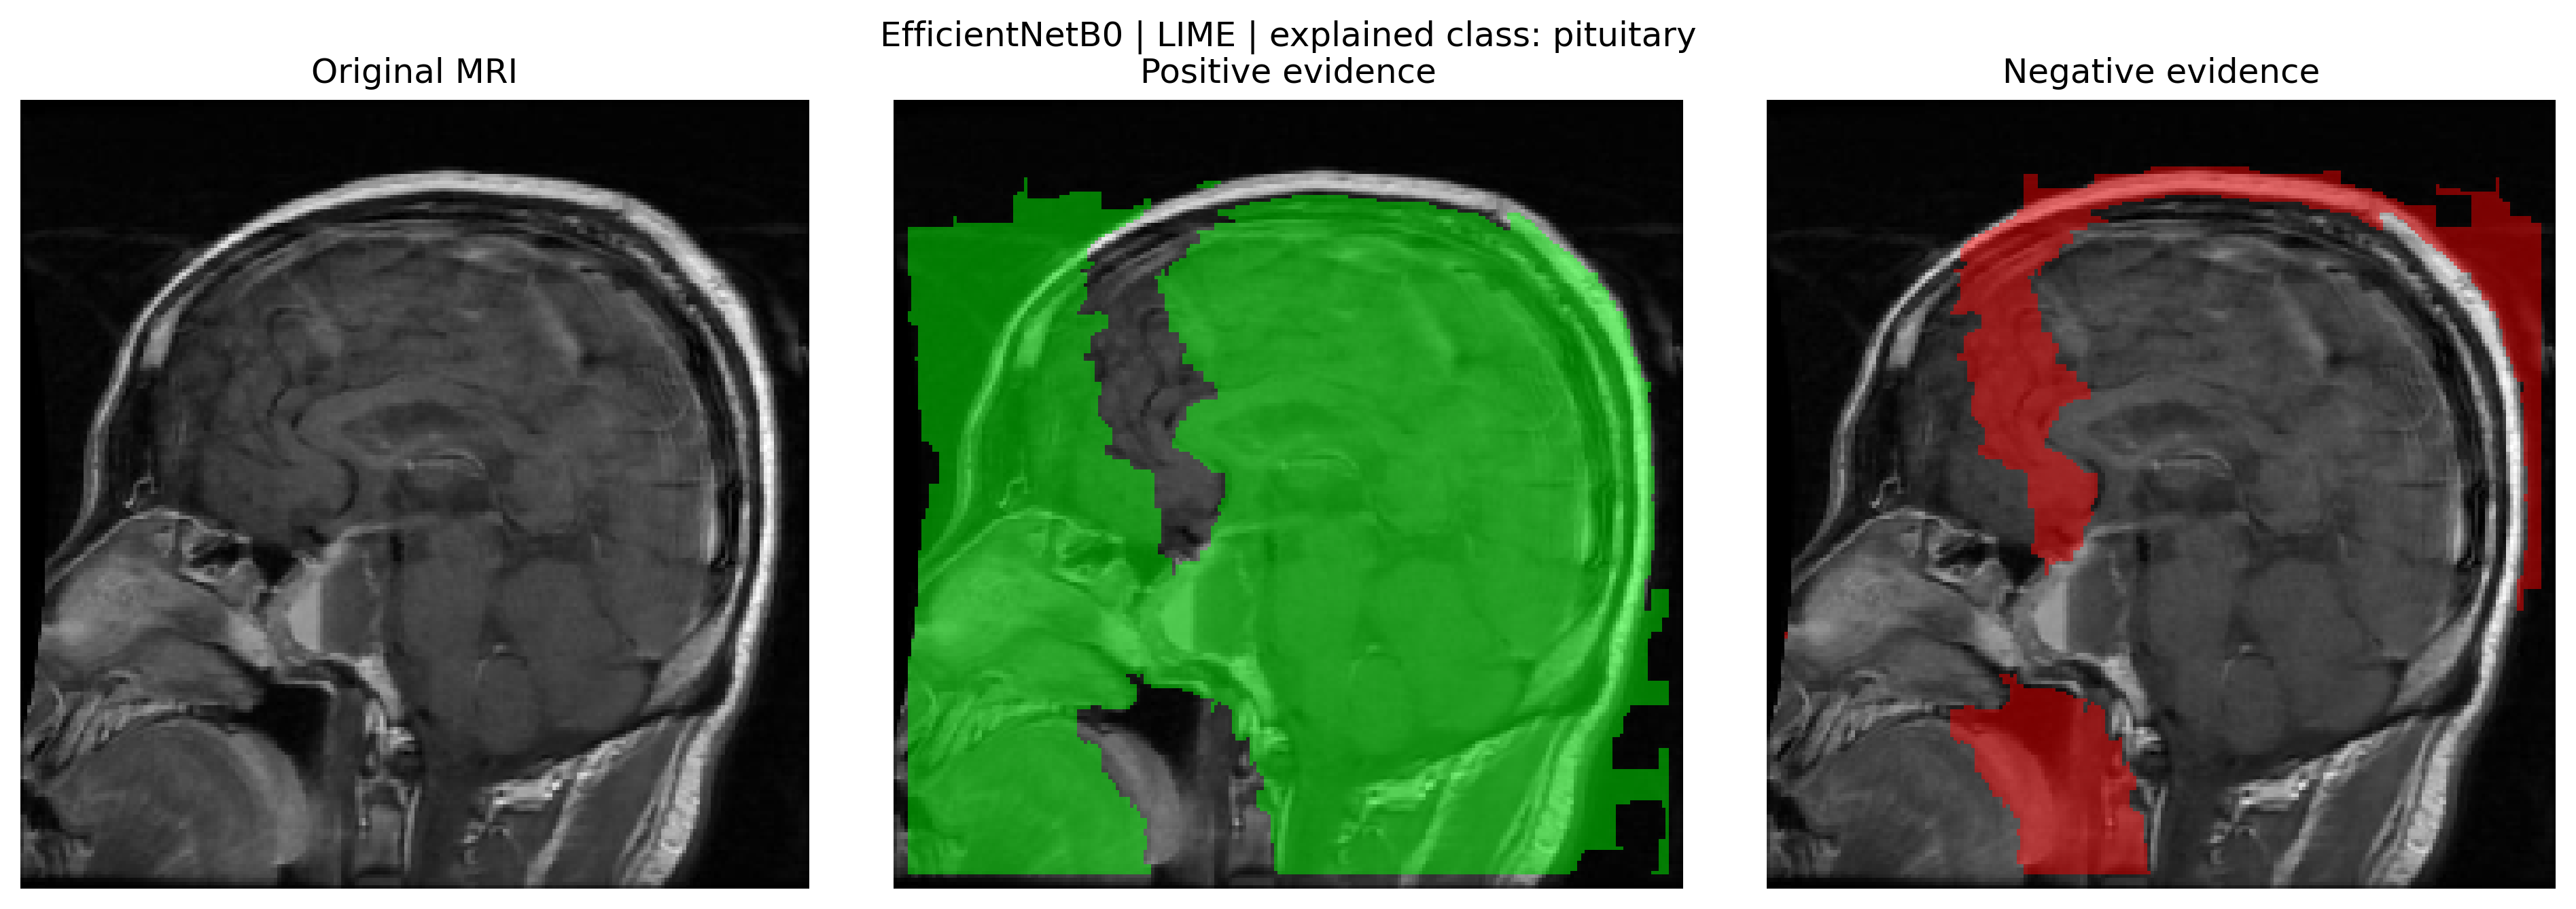 EfficientNetB0 | LIME | explained class: pituitary
Original MRI
Positive evidence
Negative evidence